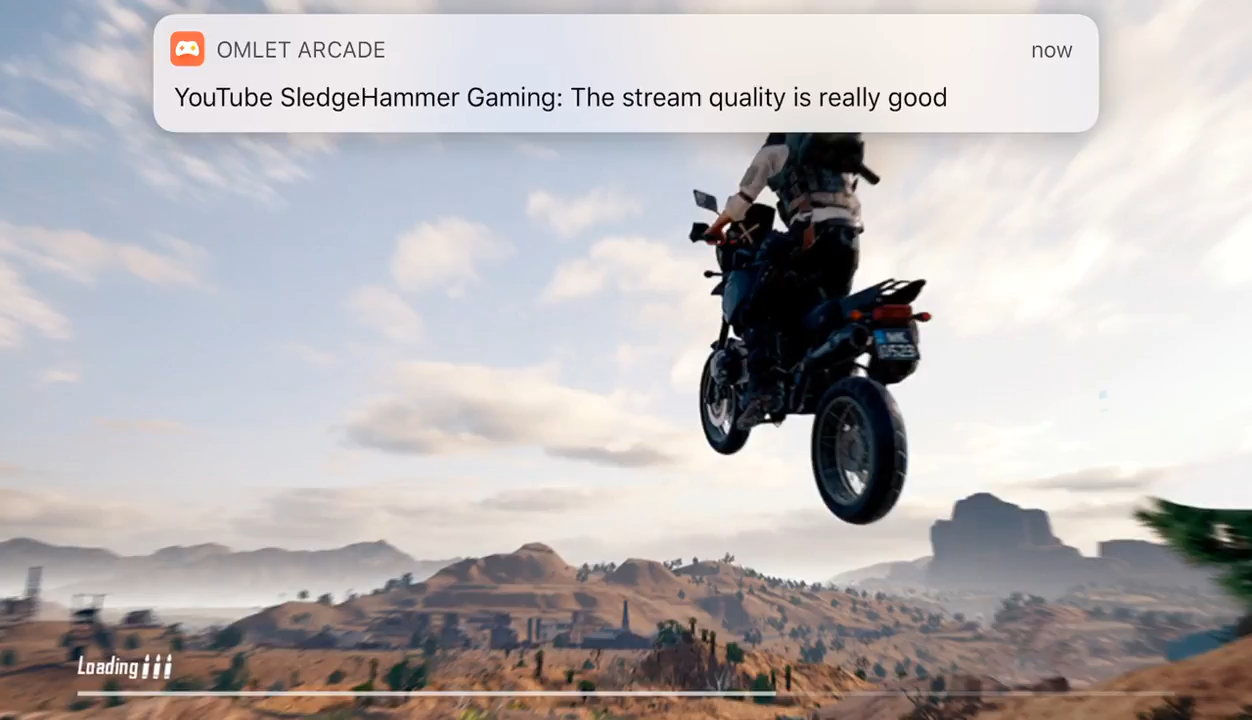 OMLET ARCADE
now
YouTube SledgeHammer Gaming: The stream quality is really good
Loading